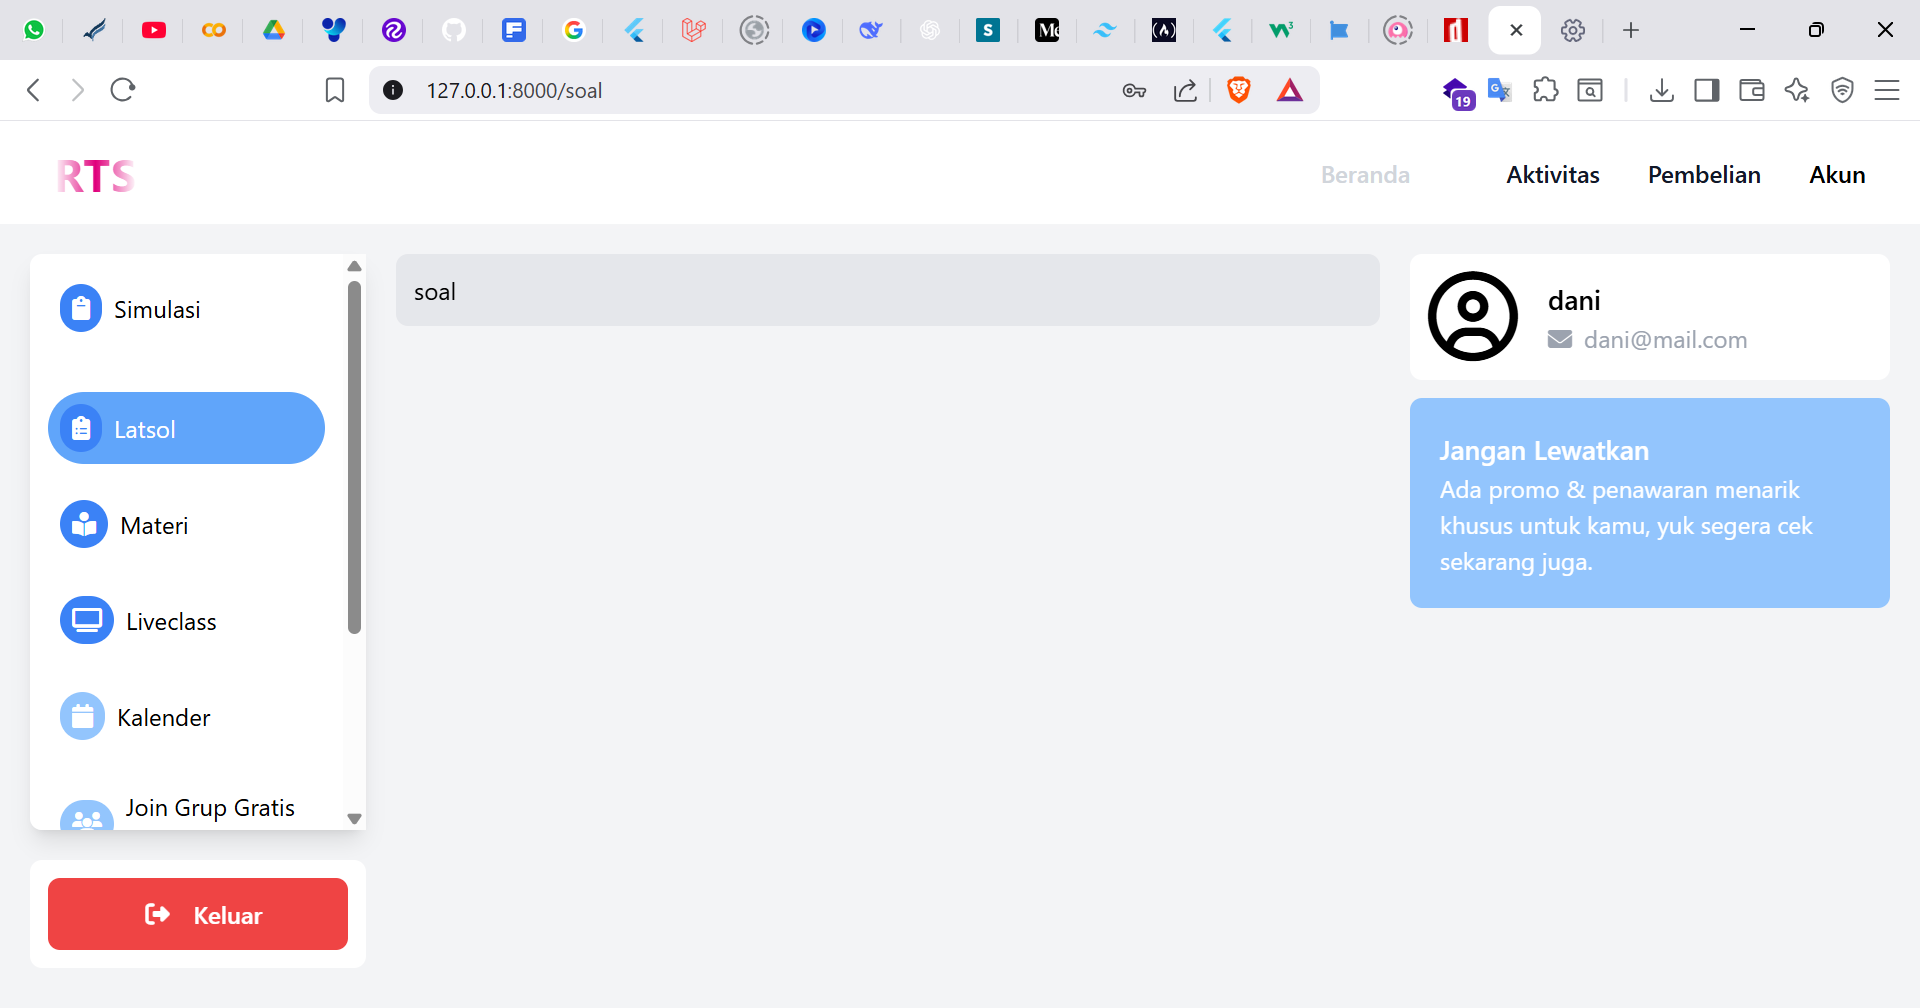 127.0.0.1:8000/soal
19
RTS
Beranda
Aktivitas
Pembelian
Akun
Simulasi
Latsol
Materi
Liveclass
Kalender
Join Grup Gratis
Keluar
soal
dani
dani@mail.com
Jangan Lewatkan
Ada promo & penawaran menarik
khusus untuk kamu, yuk segera cek
sekarang juga.